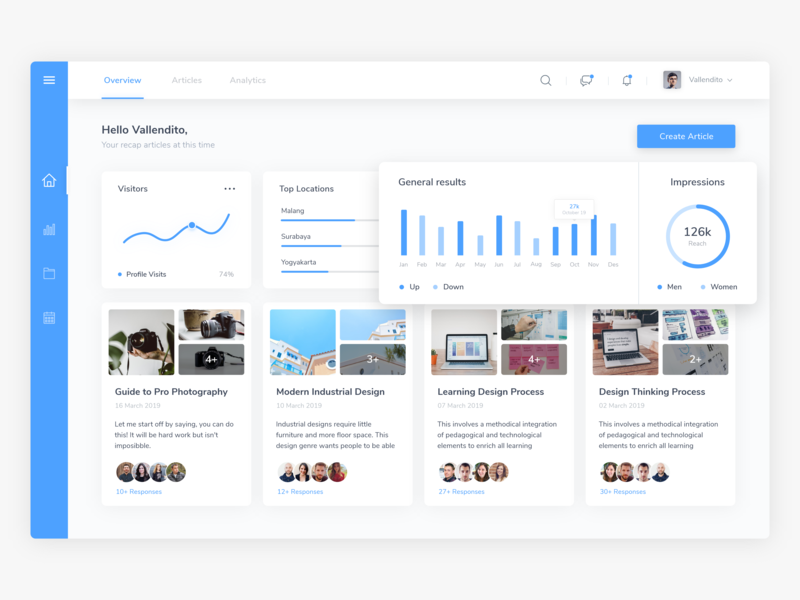 Overview
Articles
Analytics
Vallendito
Hello Vallendito,
Your recap articles at this time
Create Article
Visitors
Profile Visits
74%
Top Locations
Malang
Surabaya
Yogyakarta
General results
27k
October 18
Jan Feb Mar Apr May Jun Jul Aug Sep Oct Nov Des
Up
Down
Impressions
126k
Reach
Men
Women
4+
Guide to Pro Photography
16 March 2019
Let me start off by saying, you can do
this! It will be hard work but isn't
imposibble.
10+ Responses
3+
Modern Industrial Design
10 March 2019
Industrial designs require little
furniture and more floor space. This
design genre wants people to be able
12+ Responses
4+
Learning Design Process
07 March 2019
This involves a methodical integration
of pedagogical and technological
elements to enrich all learning
27+ Responses
2+
Design Thinking Process
02 March 2019
This involves a methodical integration
of pedagogical and technological
elements to enrich all learning
30+ Responses